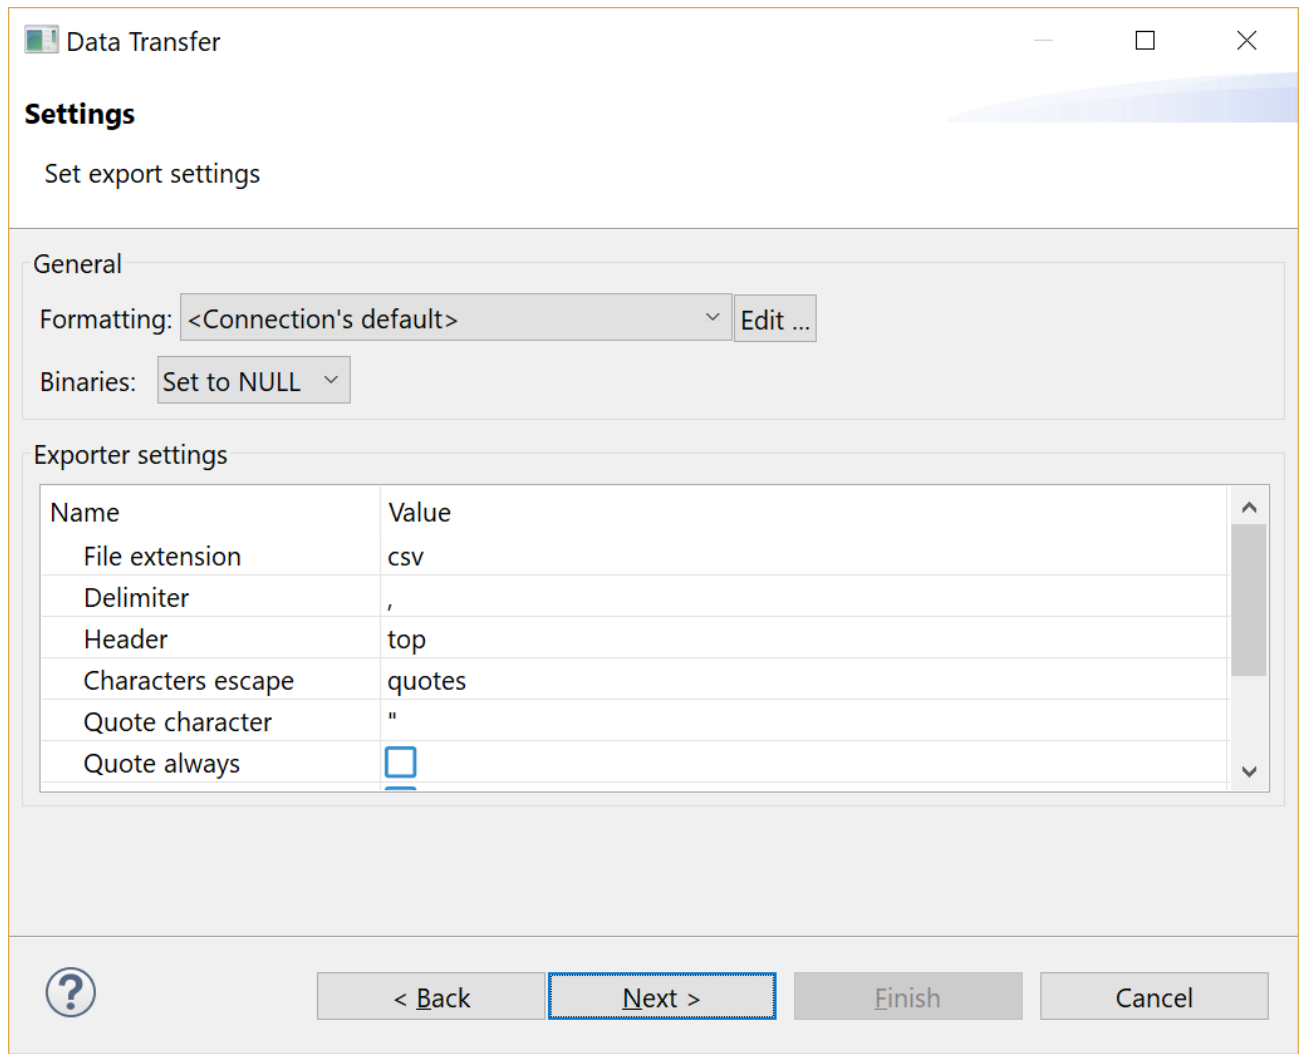 Data Transfer
Settings
Set export settings
General
Formatting: <Connection's default> Edit ...
Binaries: Set to NULL
Exporter settings
Name Value
File extension csv
Delimiter ,
Header top
Characters escape quotes
Quote character "
Quote always
? < Back Next > Finish Cancel